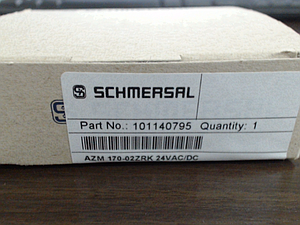 SCHMERSAL
Part No.: 101140795 Quantity: 1
AZM 170-02ZRK 24VAC/DC